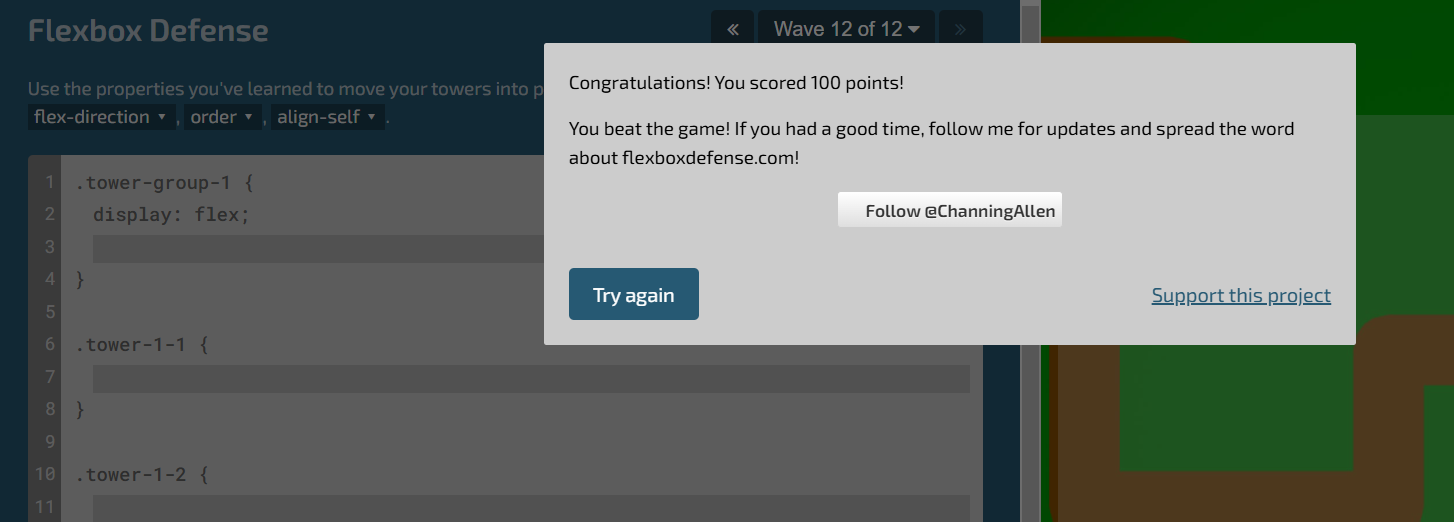 Flexbox Defense
« Wave 12 of 12 ▾ »
Use the properties you've learned to move your towers into p
flex-direction ▾ , order ▾ , align-self ▾ .
1 .tower-group-1 {
2 display: flex;
3
4 }
5
6 .tower-1-1 {
7
8 }
9
10 .tower-1-2 {
11
Congratulations! You scored 100 points!
You beat the game! If you had a good time, follow me for updates and spread the word
about flexboxdefense.com!
Follow @ChanningAllen
Try again
Support this project